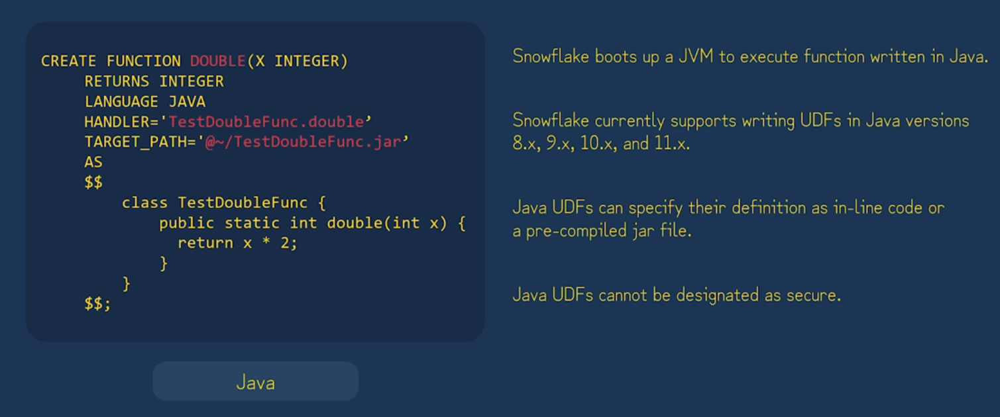 CREATE FUNCTION DOUBLE(X INTEGER)
RETURNS INTEGER
LANGUAGE JAVA
HANDLER='TestDoubleFunc.double’
TARGET_PATH='@~/TestDoubleFunc.jar’
AS
$$
class TestDoubleFunc {
public static int double(int x) {
return x * 2;
}
}
$$;
Java
Snowflake boots up a JVM to execute function written in Java.
Snowflake currently supports writing UDFs in Java versions
8.x, 9.x, 10.x, and 11.x.
Java UDFs can specify their definition as in-line code or
a pre-compiled jar file.
Java UDFs cannot be designated as secure.